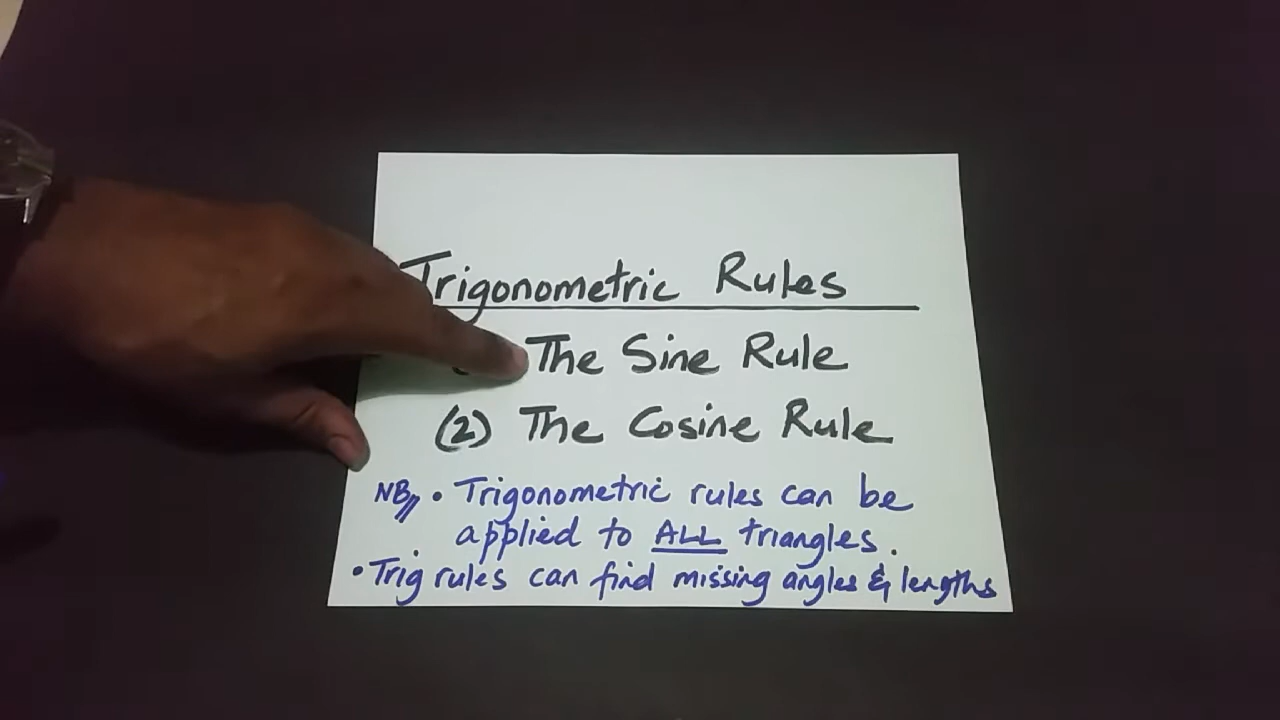 Trigonometric Rules
The Sine Rule
(2) The Cosine Rule
NB// • Trigonometric rules can be
applied to ALL triangles.
• Trig rules can find missing angles & lengths